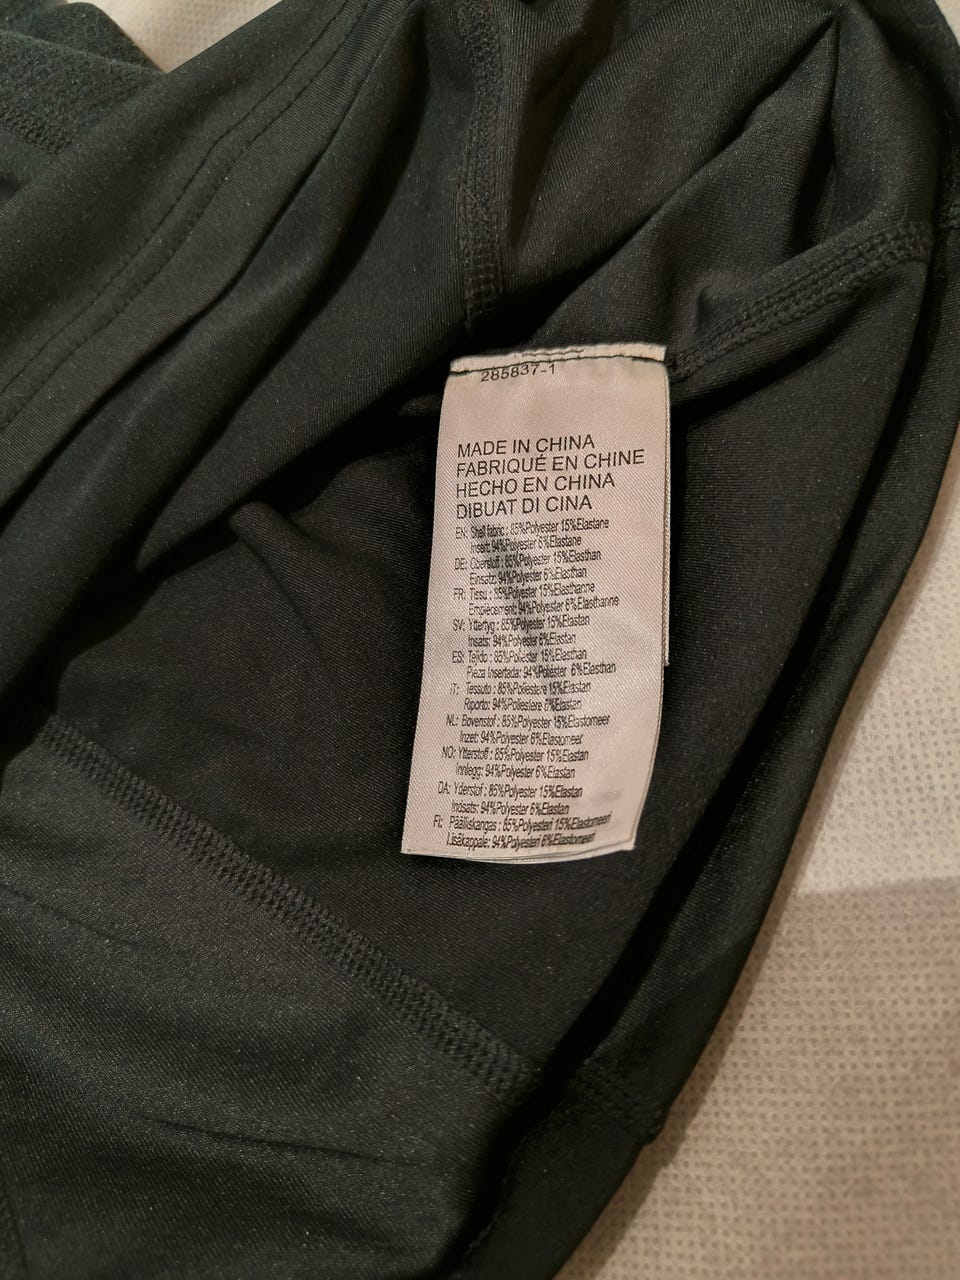 285837-1
MADE IN CHINA
FABRIQUÉ EN CHINE
HECHO EN CHINA
DIBUAT DI CINA
EN: Shell fabric : 85%Polyester 15%Elastane
Insert: 94%Polyester 6%Elastane
DE: Oberstoff : 85%Polyester 15%Elasthan
Einsatz: 94%Polyester 6%Elasthan
FR: Tissu : 85%Polyester 15%Elasthanne
Empiècement: 94%Polyester 6%Elasthanne
SV: Yttertyg : 85%Polyester 15%Elastan
Insats: 94%Polyester 6%Elastan
ES: Tejido : 85%Poliéster 15%Elasthan
Pieza Insertada: 94%Poliéster 6%Elasthan
IT: Tessuto : 85%Poliestere 15%Elastan
Riporto: 94%Poliestere 6%Elastan
NL: Bovenstof : 85%Polyester 15%Elastomeer
Inzet: 94%Polyester 6%Elastomeer
NO: Ytterstoff : 85%Polyester 15%Elastan
Innlegg: 94%Polyester 6%Elastan
DA: Yderstof : 85%Polyester 15%Elastan
Indsats: 94%Polyester 6%Elastan
FI: Päälliskangas : 85%Polyesteri 15%Elastomeeri
Lisäkappale: 94%Polyesteri 6%Elastomeeri